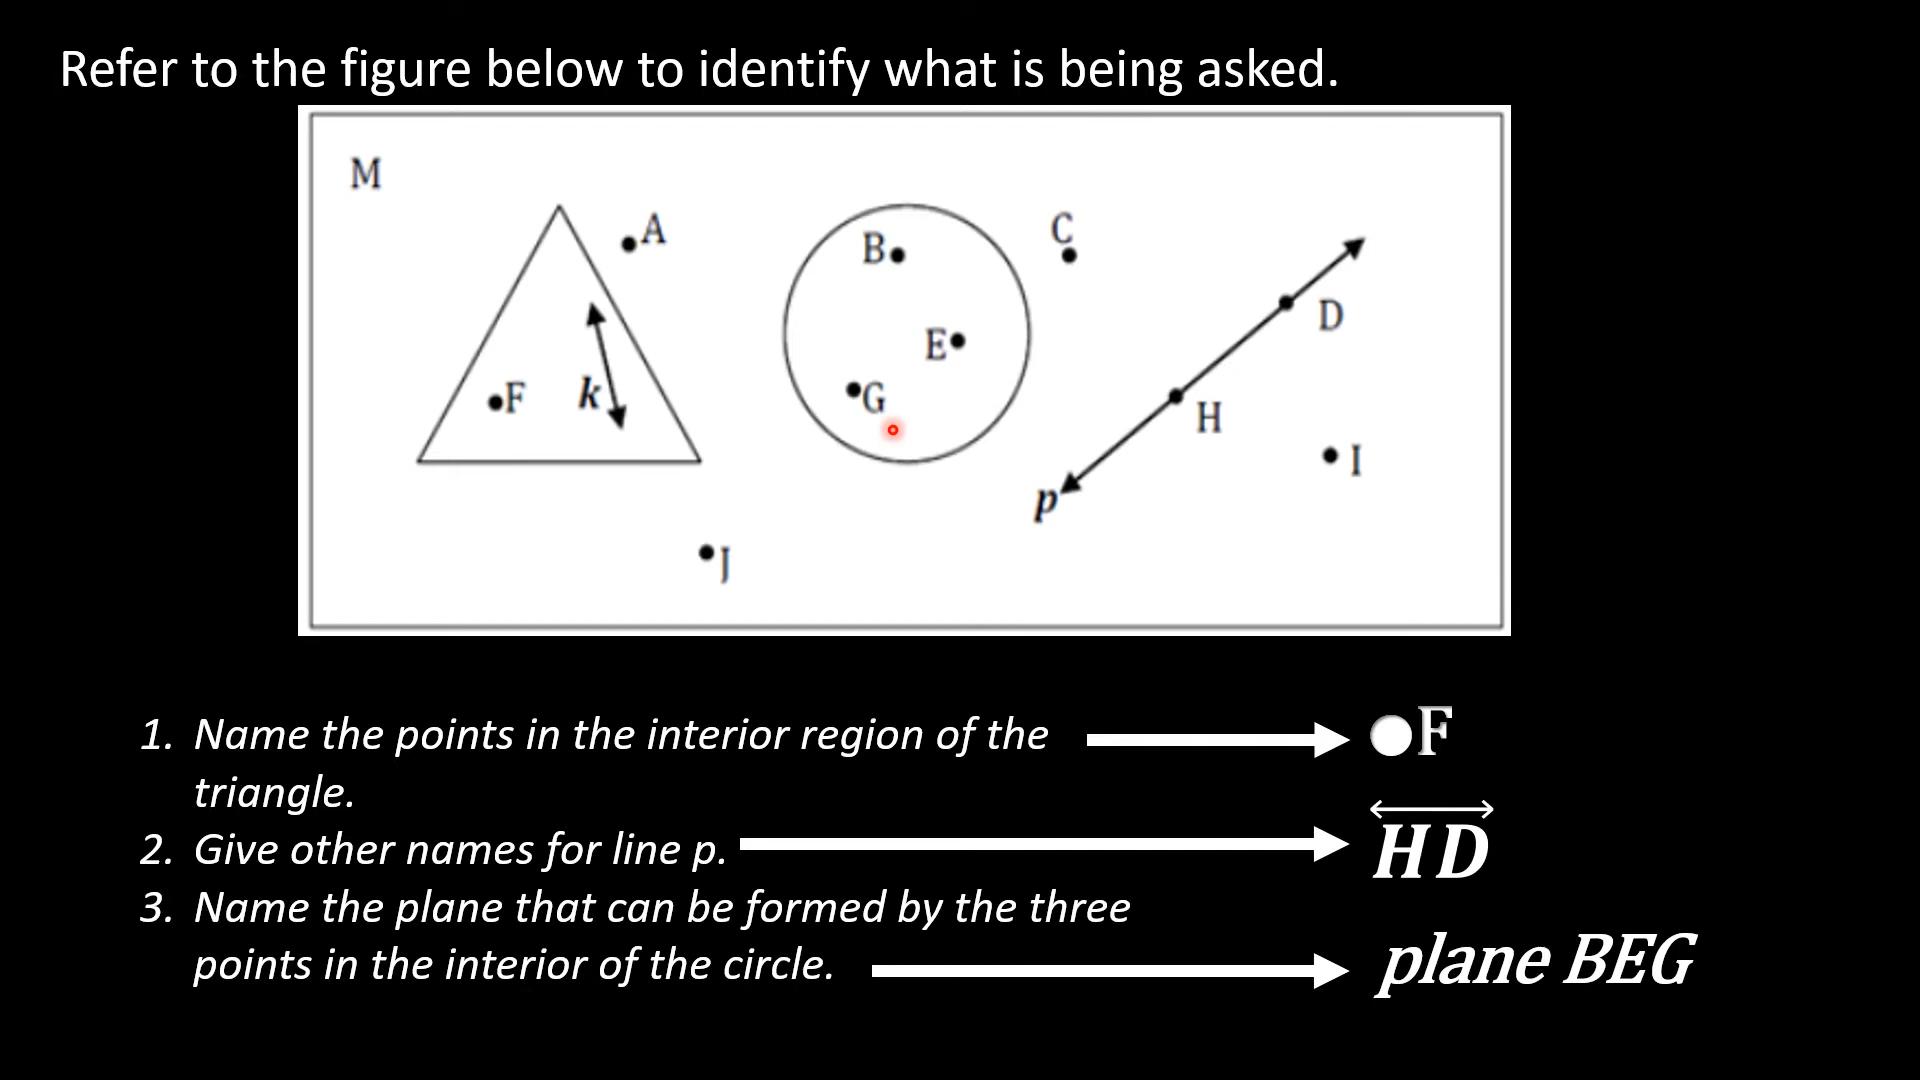 Refer to the figure below to identify what is being asked.
M
A
B
C
D
E
F
k
G
H
I
p
J
1. Name the points in the interior region of the
triangle.
F
2. Give other names for line p.
HD
3. Name the plane that can be formed by the three
points in the interior of the circle.
plane BEG